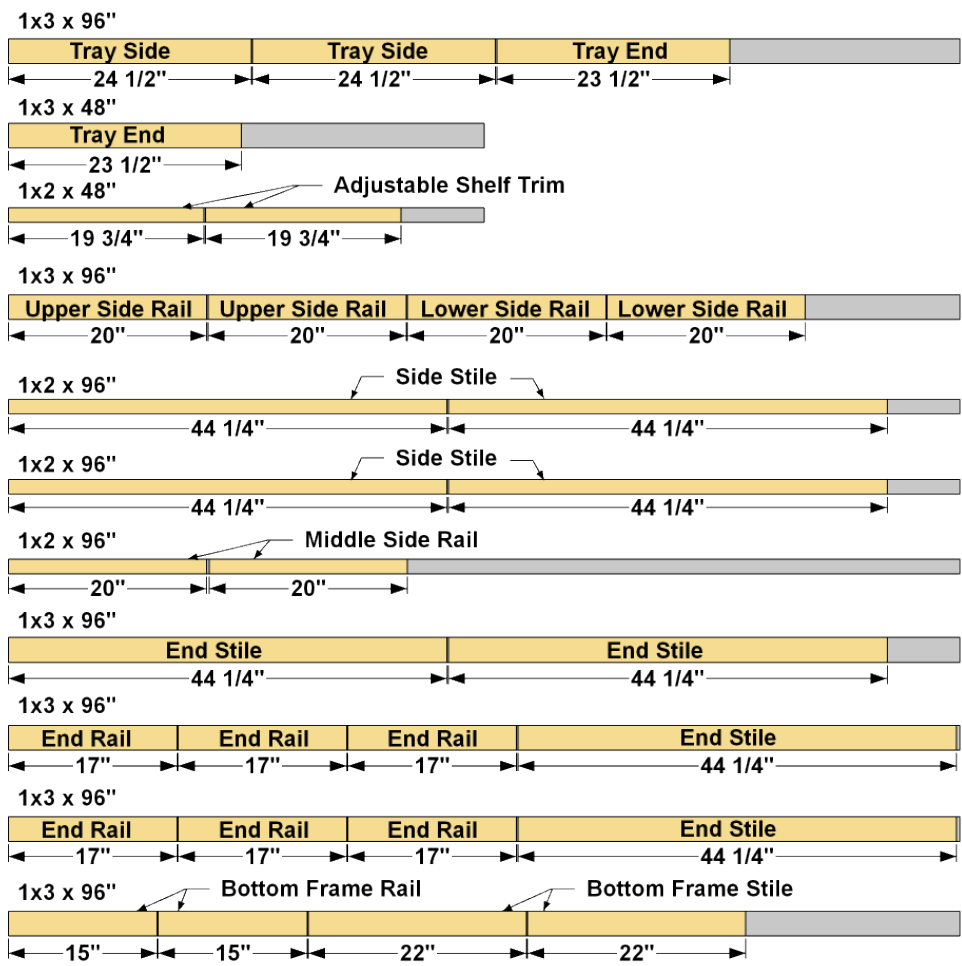 1x3 x 96"
Tray Side Tray Side Tray End
24 1/2" 24 1/2" 23 1/2"
1x3 x 48"
Tray End
23 1/2"
1x2 x 48" Adjustable Shelf Trim
19 3/4" 19 3/4"
1x3 x 96"
Upper Side Rail Upper Side Rail Lower Side Rail Lower Side Rail
20" 20" 20" 20"
1x2 x 96" Side Stile
44 1/4" 44 1/4"
1x2 x 96" Side Stile
44 1/4" 44 1/4"
1x2 x 96" Middle Side Rail
20" 20"
1x3 x 96"
End Stile End Stile
44 1/4" 44 1/4"
1x3 x 96"
End Rail End Rail End Rail End Stile
17" 17" 17" 44 1/4"
1x3 x 96"
End Rail End Rail End Rail End Stile
17" 17" 17" 44 1/4"
1x3 x 96" Bottom Frame Rail Bottom Frame Stile
15" 15" 22" 22"